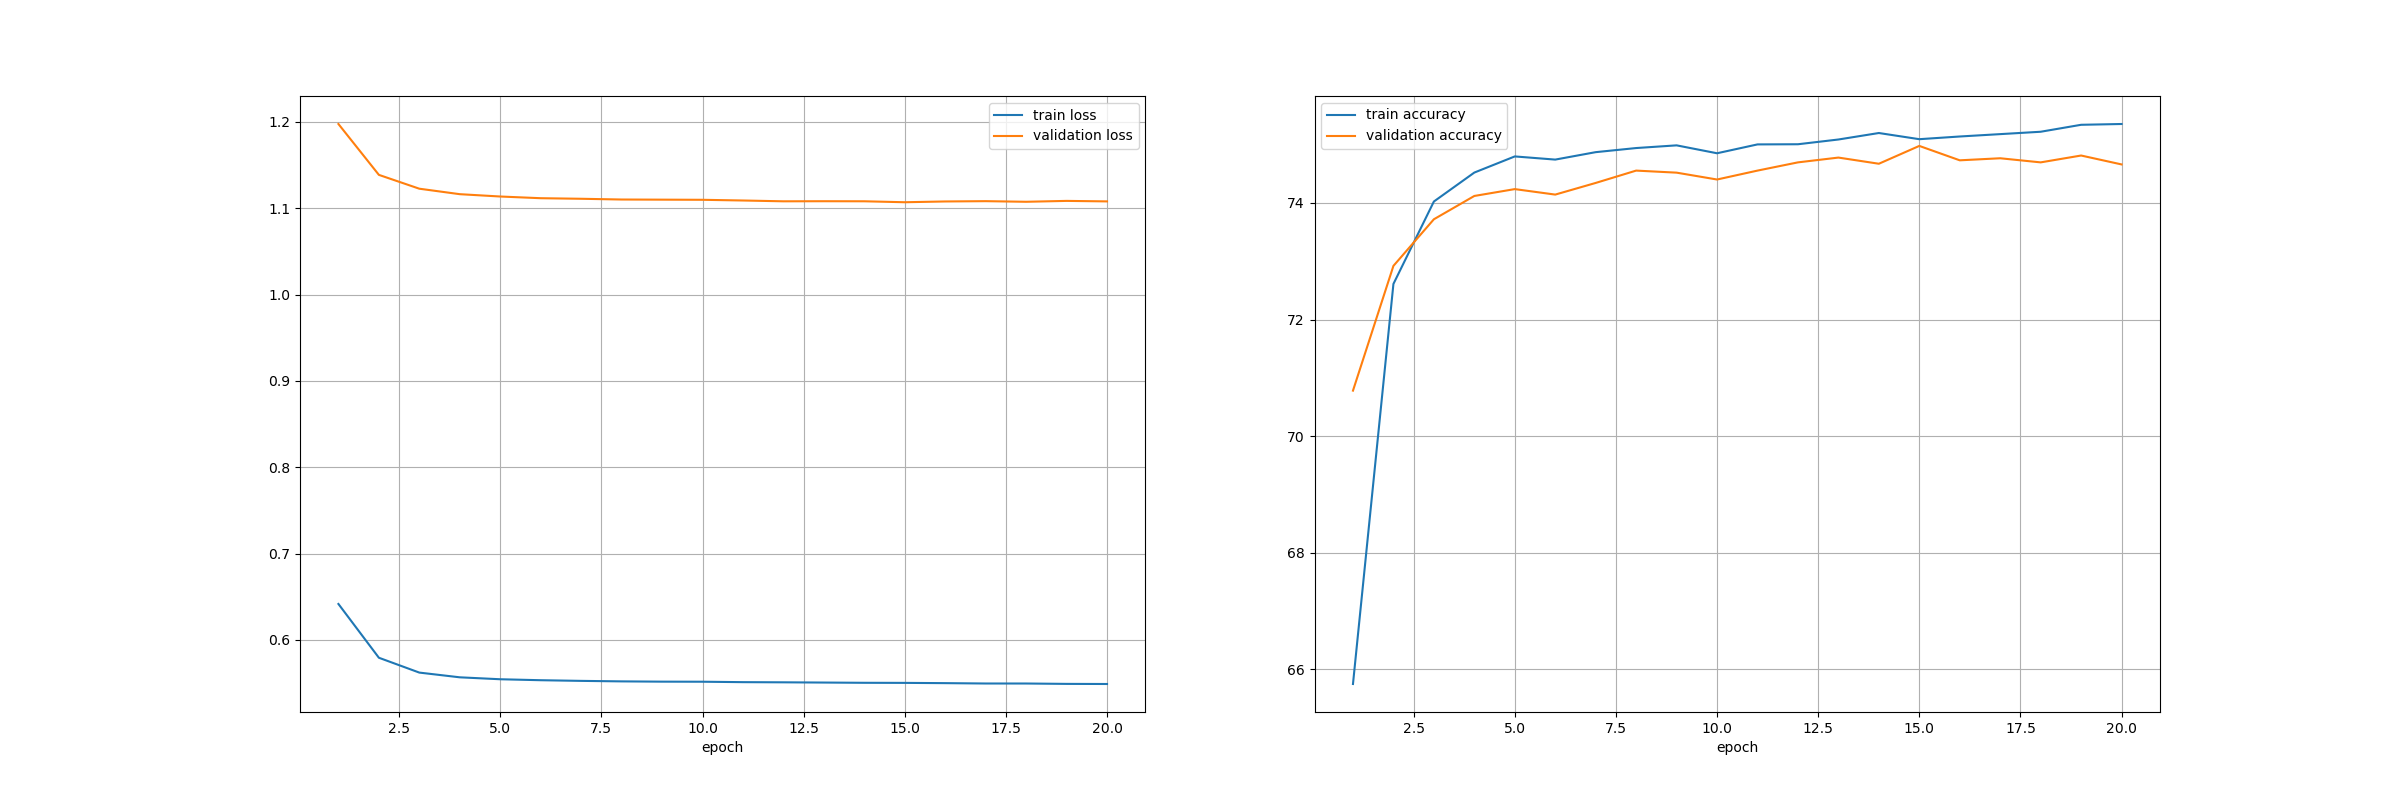 train loss
validation loss
1.2
1.1
1.0
0.9
0.8
0.7
0.6
2.5 5.0 7.5 10.0 12.5 15.0 17.5 20.0
epoch
train accuracy
validation accuracy
74
72
70
68
66
2.5 5.0 7.5 10.0 12.5 15.0 17.5 20.0
epoch